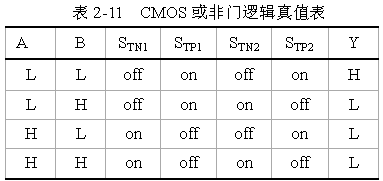 表 2-11 CMOS 或非门逻辑真值表
A B STN1 STP1 STN2 STP2 Y
L L off on off on H
L H off on on off L
H L on off off on L
H H on off on off L